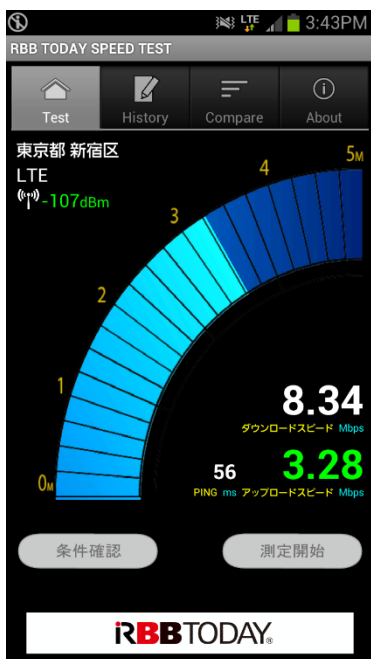 LTE 3:43PM
RBB TODAY SPEED TEST
Test History Compare About
東京都 新宿区
LTE
-107dBm
0M
1
2
3
4
5M
8.34
ダウンロードスピード Mbps
56 3.28
PING ms アップロードスピード Mbps
条件確認 測定開始
iRBBTODAY®